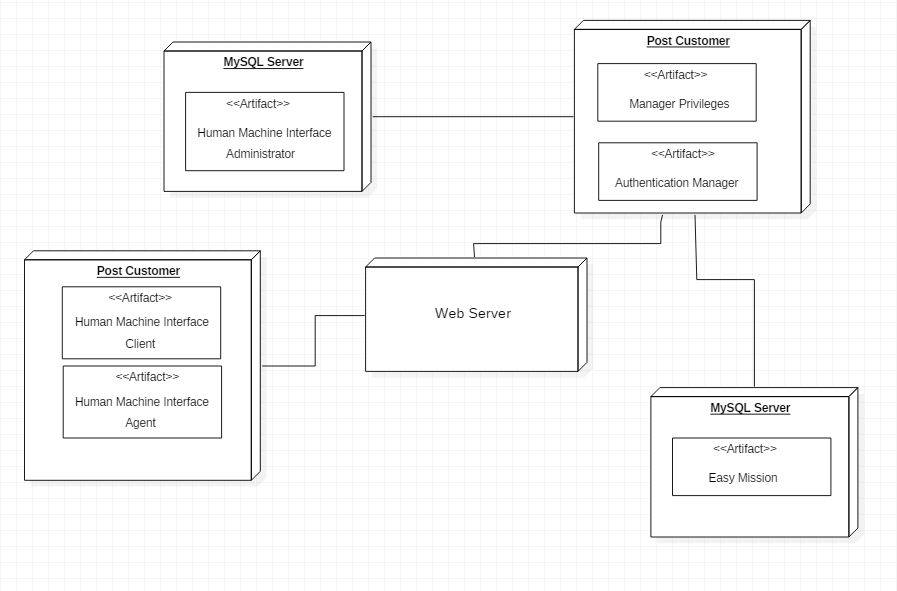 MySQL Server
<<Artifact>>
Human Machine Interface
Administrator
Post Customer
<<Artifact>>
Manager Privileges
<<Artifact>>
Authentication Manager
Post Customer
<<Artifact>>
Human Machine Interface
Client
<<Artifact>>
Human Machine Interface
Agent
Web Server
MySQL Server
<<Artifact>>
Easy Mission